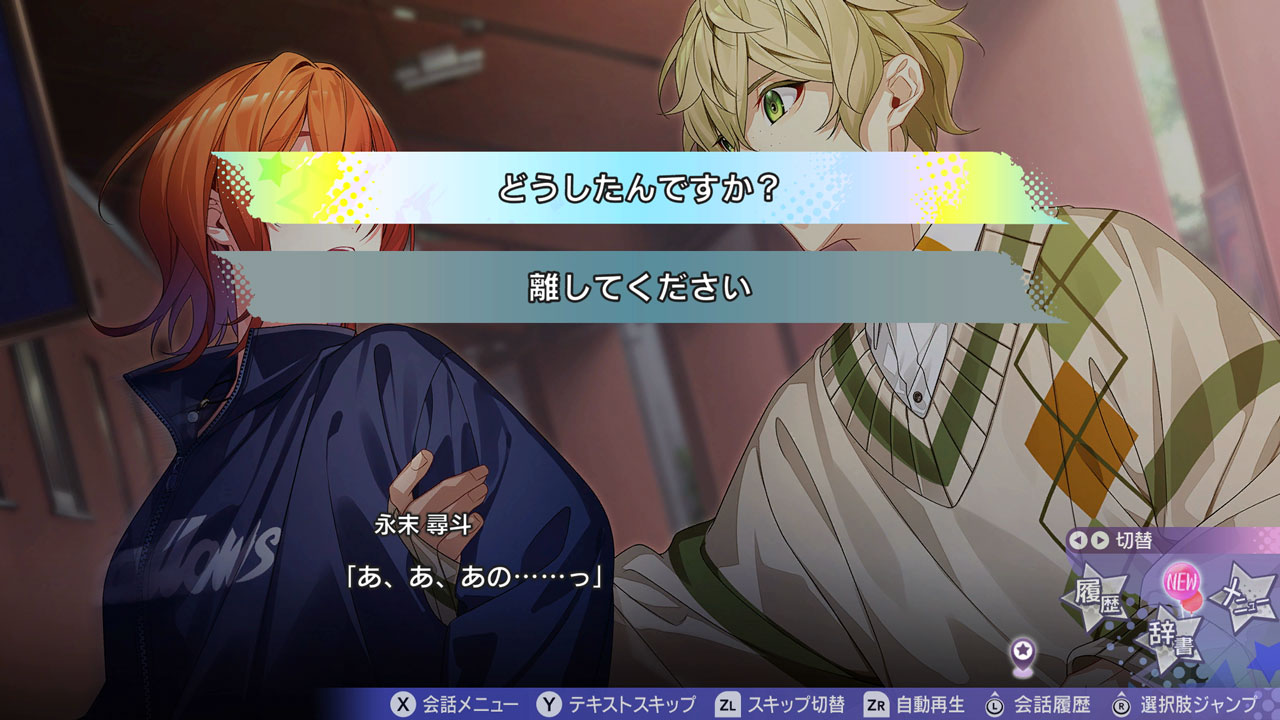 どうしたんですか？
離してください
永末 尋斗
「あ、あ、あの……っ」
切替
履歴
NEW
辞書
メニュー
X 会話メニュー Y テキストスキップ ZL スキップ切替 ZR 自動再生 L 会話履歴 R 選択肢ジャンプ